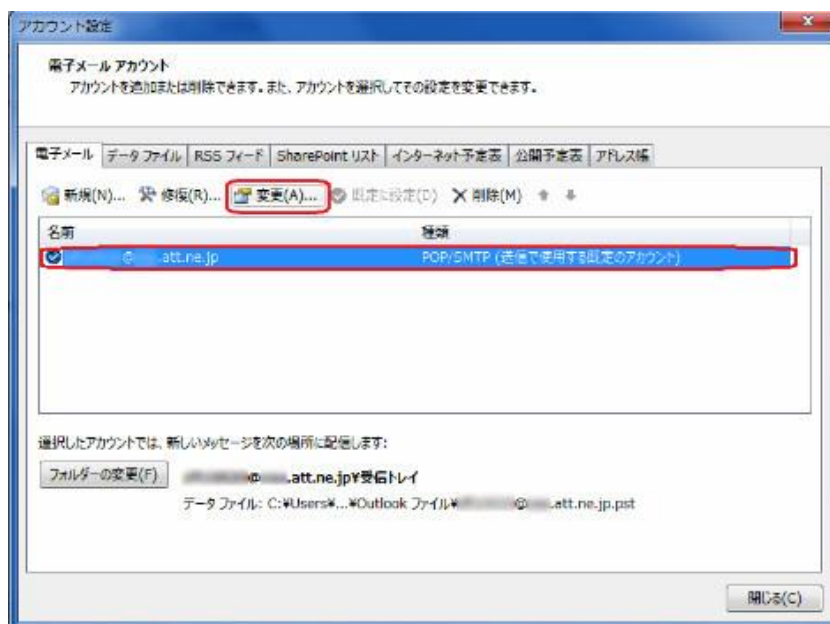 アカウント設定
電子メール アカウント
アカウントを追加または削除できます。また、アカウントを選択してその設定を変更できます。
電子メール データ ファイル RSS フィード SharePoint リスト インターネット予定表 公開予定表 アドレス帳
新規(N)... 修復(R)... 変更(A)... 既定に設定(D) 削除(M)
名前 種類
@ .att.ne.jp POP/SMTP (送信で使用する既定のアカウント)
選択したアカウントでは、新しいメッセージを次の場所に配信します:
フォルダーの変更(F) @ .att.ne.jp¥受信トレイ
データ ファイル: C:¥Users¥...¥Outlook ファイル¥ @ .att.ne.jp.pst
閉じる(C)